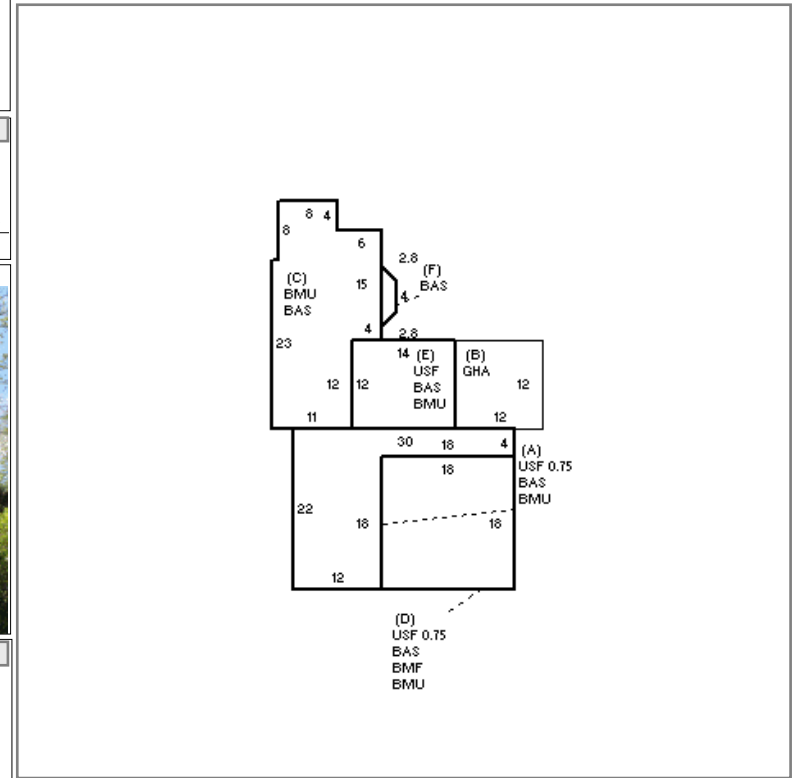 8 4
8
6
2.8
(F)
BAS
(C)
BMU
BAS
15
4
4
2.8
23
14 (E)
USF
BAS
BMU
(B)
GHA
12 12
12
11
12
30 18 4
(A)
USF 0.75
BAS
BMU
18
22
18
18
12
(D)
USF 0.75
BAS
BMF
BMU